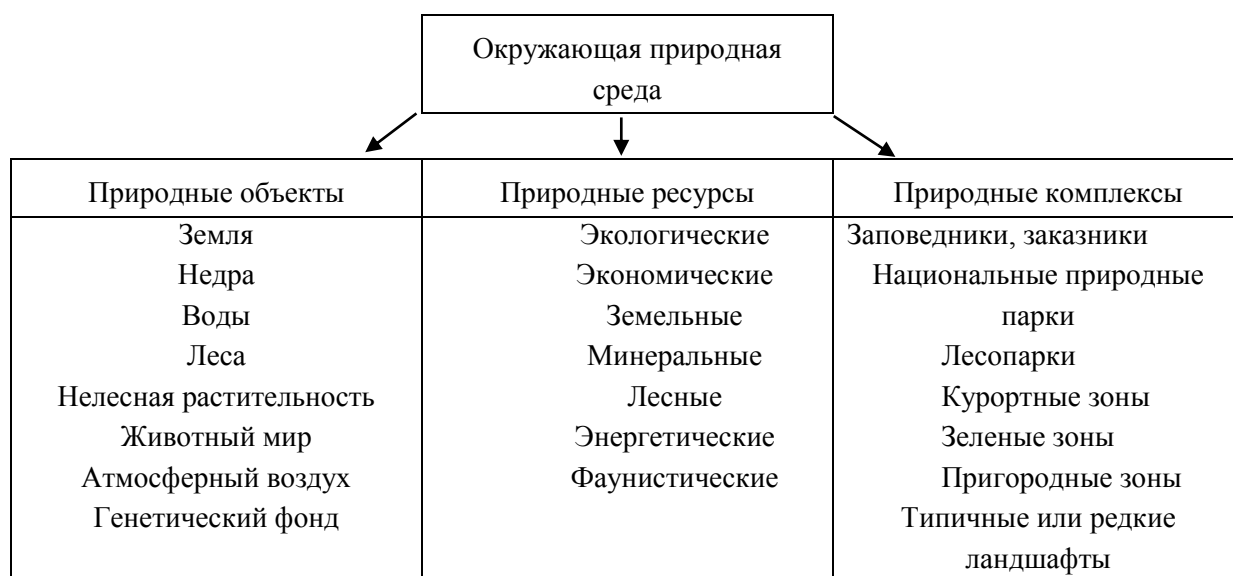 Окружающая природная
среда
Природные объекты
Земля
Недра
Воды
Леса
Нелесная растительность
Животный мир
Атмосферный воздух
Генетический фонд
Природные ресурсы
Экологические
Экономические
Земельные
Минеральные
Лесные
Энергетические
Фаунистические
Природные комплексы
Заповедники, заказники
Национальные природные
парки
Лесопарки
Курортные зоны
Зеленые зоны
Пригородные зоны
Типичные или редкие
ландшафты